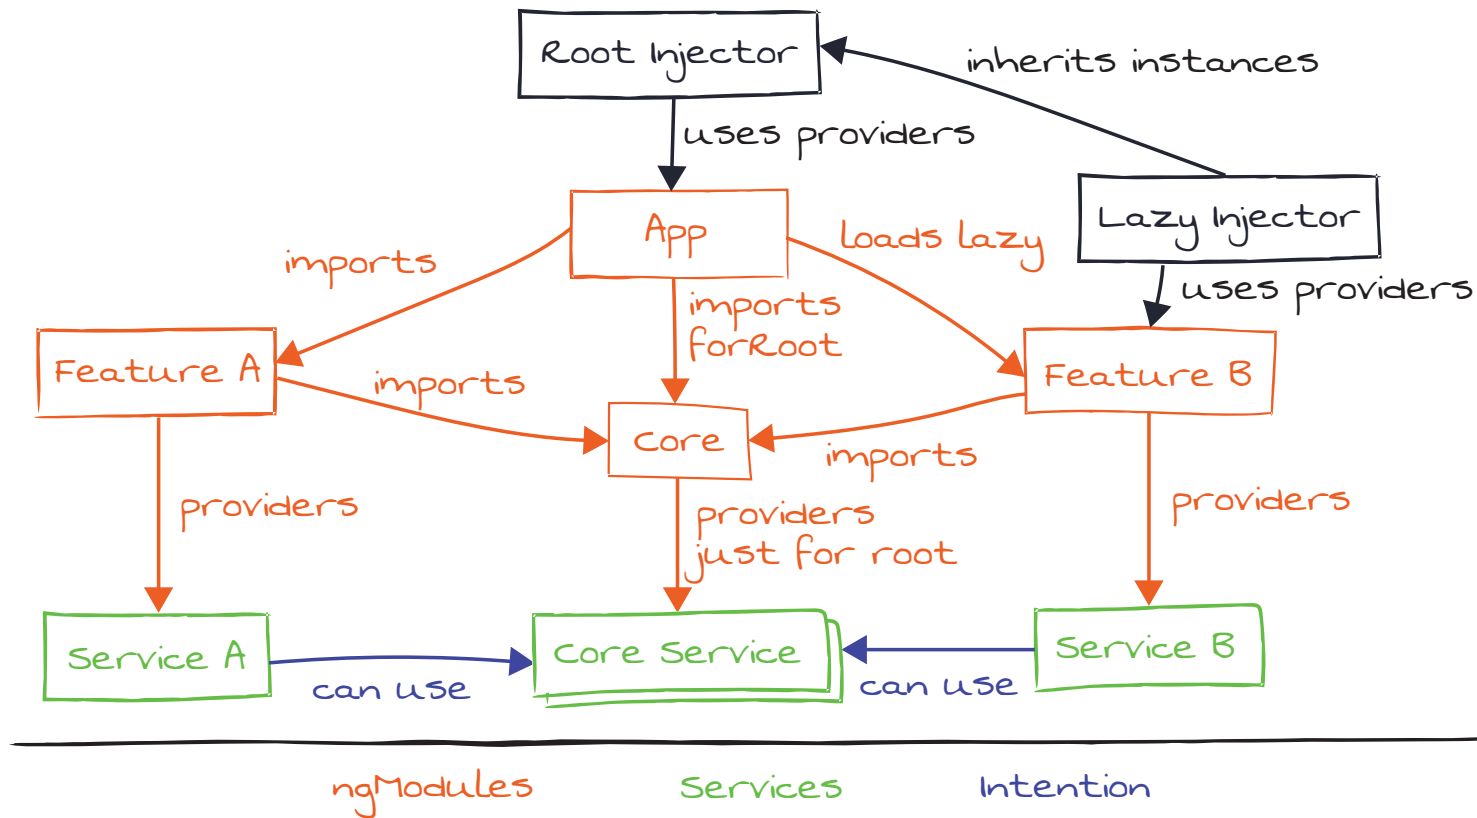 Root Injector
inherits instances
uses providers
Lazy Injector
App
loads lazy
imports
uses providers
imports
forRoot
Feature A
imports
Feature B
core
imports
providers
providers
just for root
providers
Service A
Core Service
Service B
can use
can use
ngModules
Services
Intention